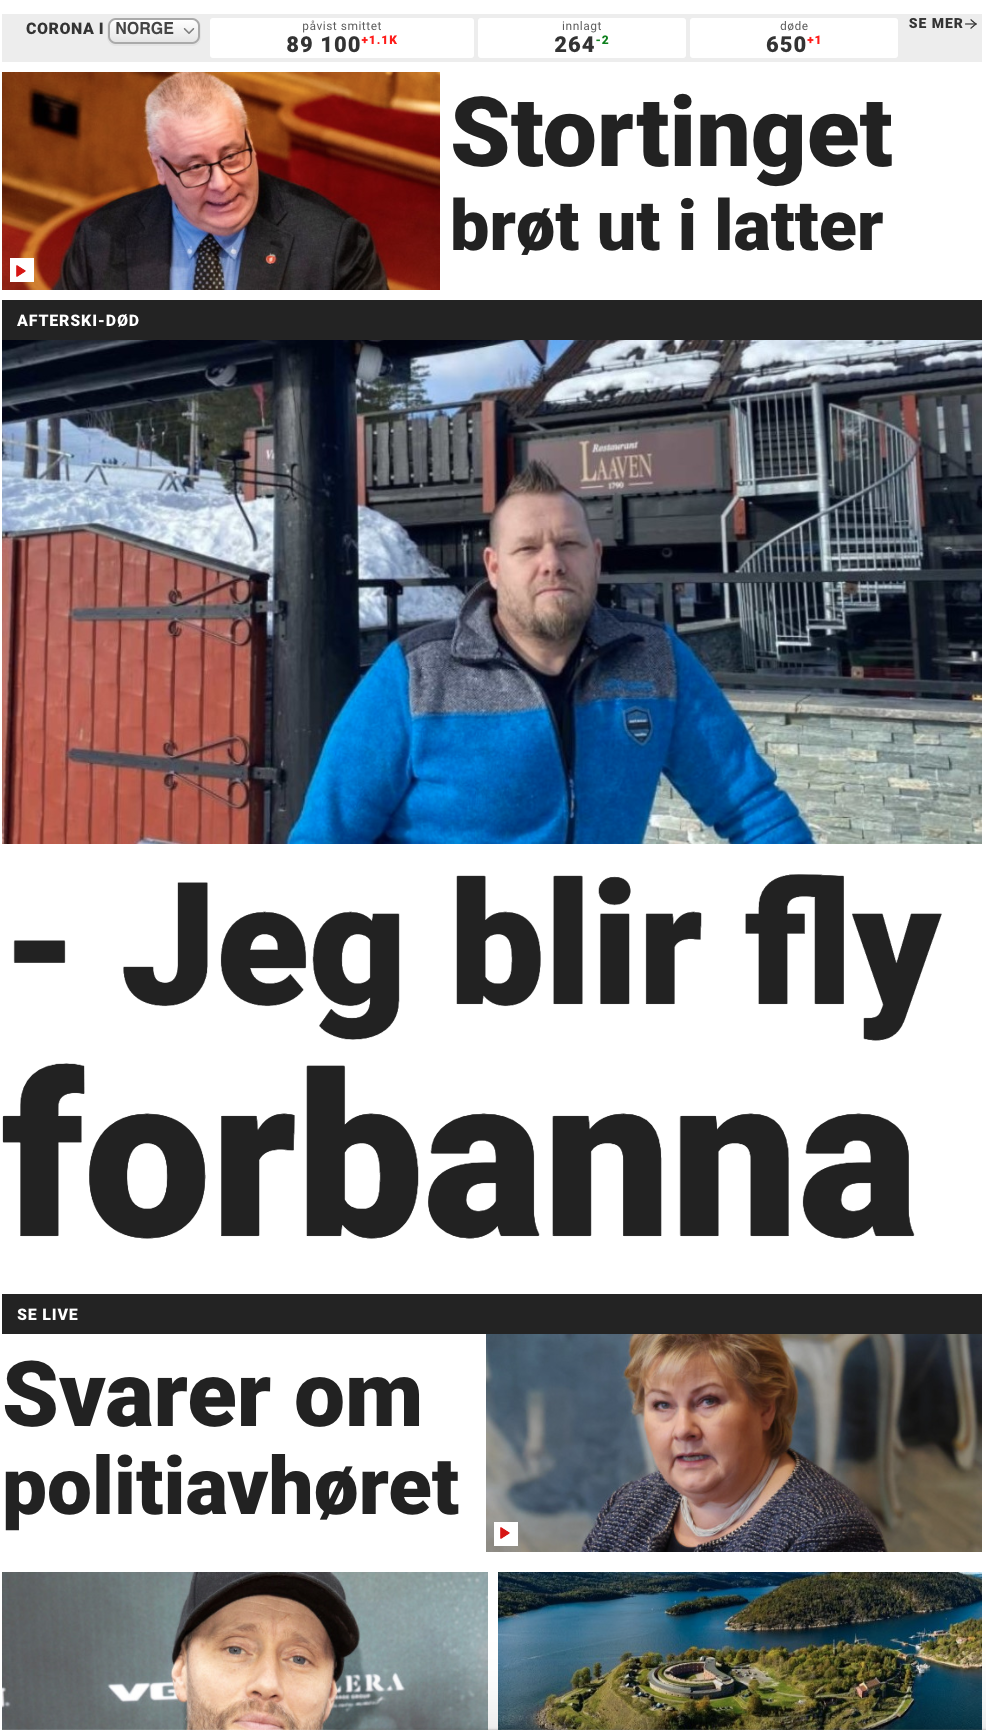 CORONA I NORGE
påvist smittet
89 100+1.1K
innlagt
264-2
døde
650+1
SE MER→
Stortinget
brøt ut i latter
AFTERSKI-DØD
Restaurant
LAAVEN
1790
- Jeg blir fly
forbanna
SE LIVE
Svarer om
politiavhøret
VG
ERA